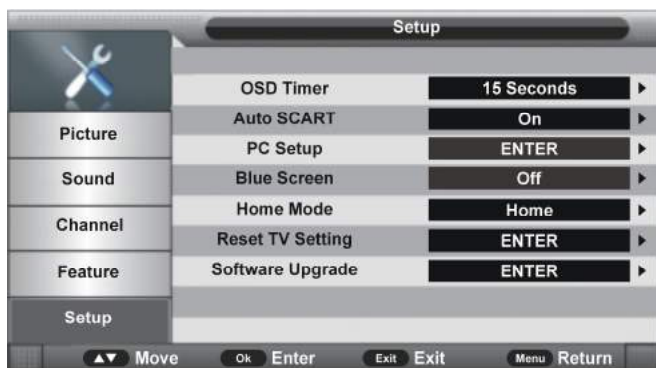 Setup
OSD Timer 15 Seconds
Auto SCART On
PC Setup ENTER
Blue Screen Off
Home Mode Home
Reset TV Setting ENTER
Software Upgrade ENTER
Picture
Sound
Channel
Feature
Setup
▲▼ Move Ok Enter Exit Exit Menu Return